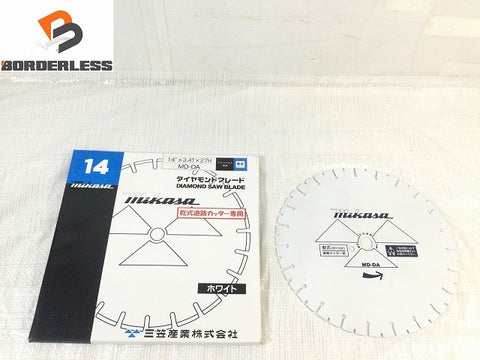 BORDERLESS
14
mikasa
14"×3.4T×27H
MD-DA
ダイヤモンドブレード
DIAMOND SAW BLADE
mikasa
乾式道路カッター専用
ホワイト
三笠産業株式会社
mikasa
MD-DA